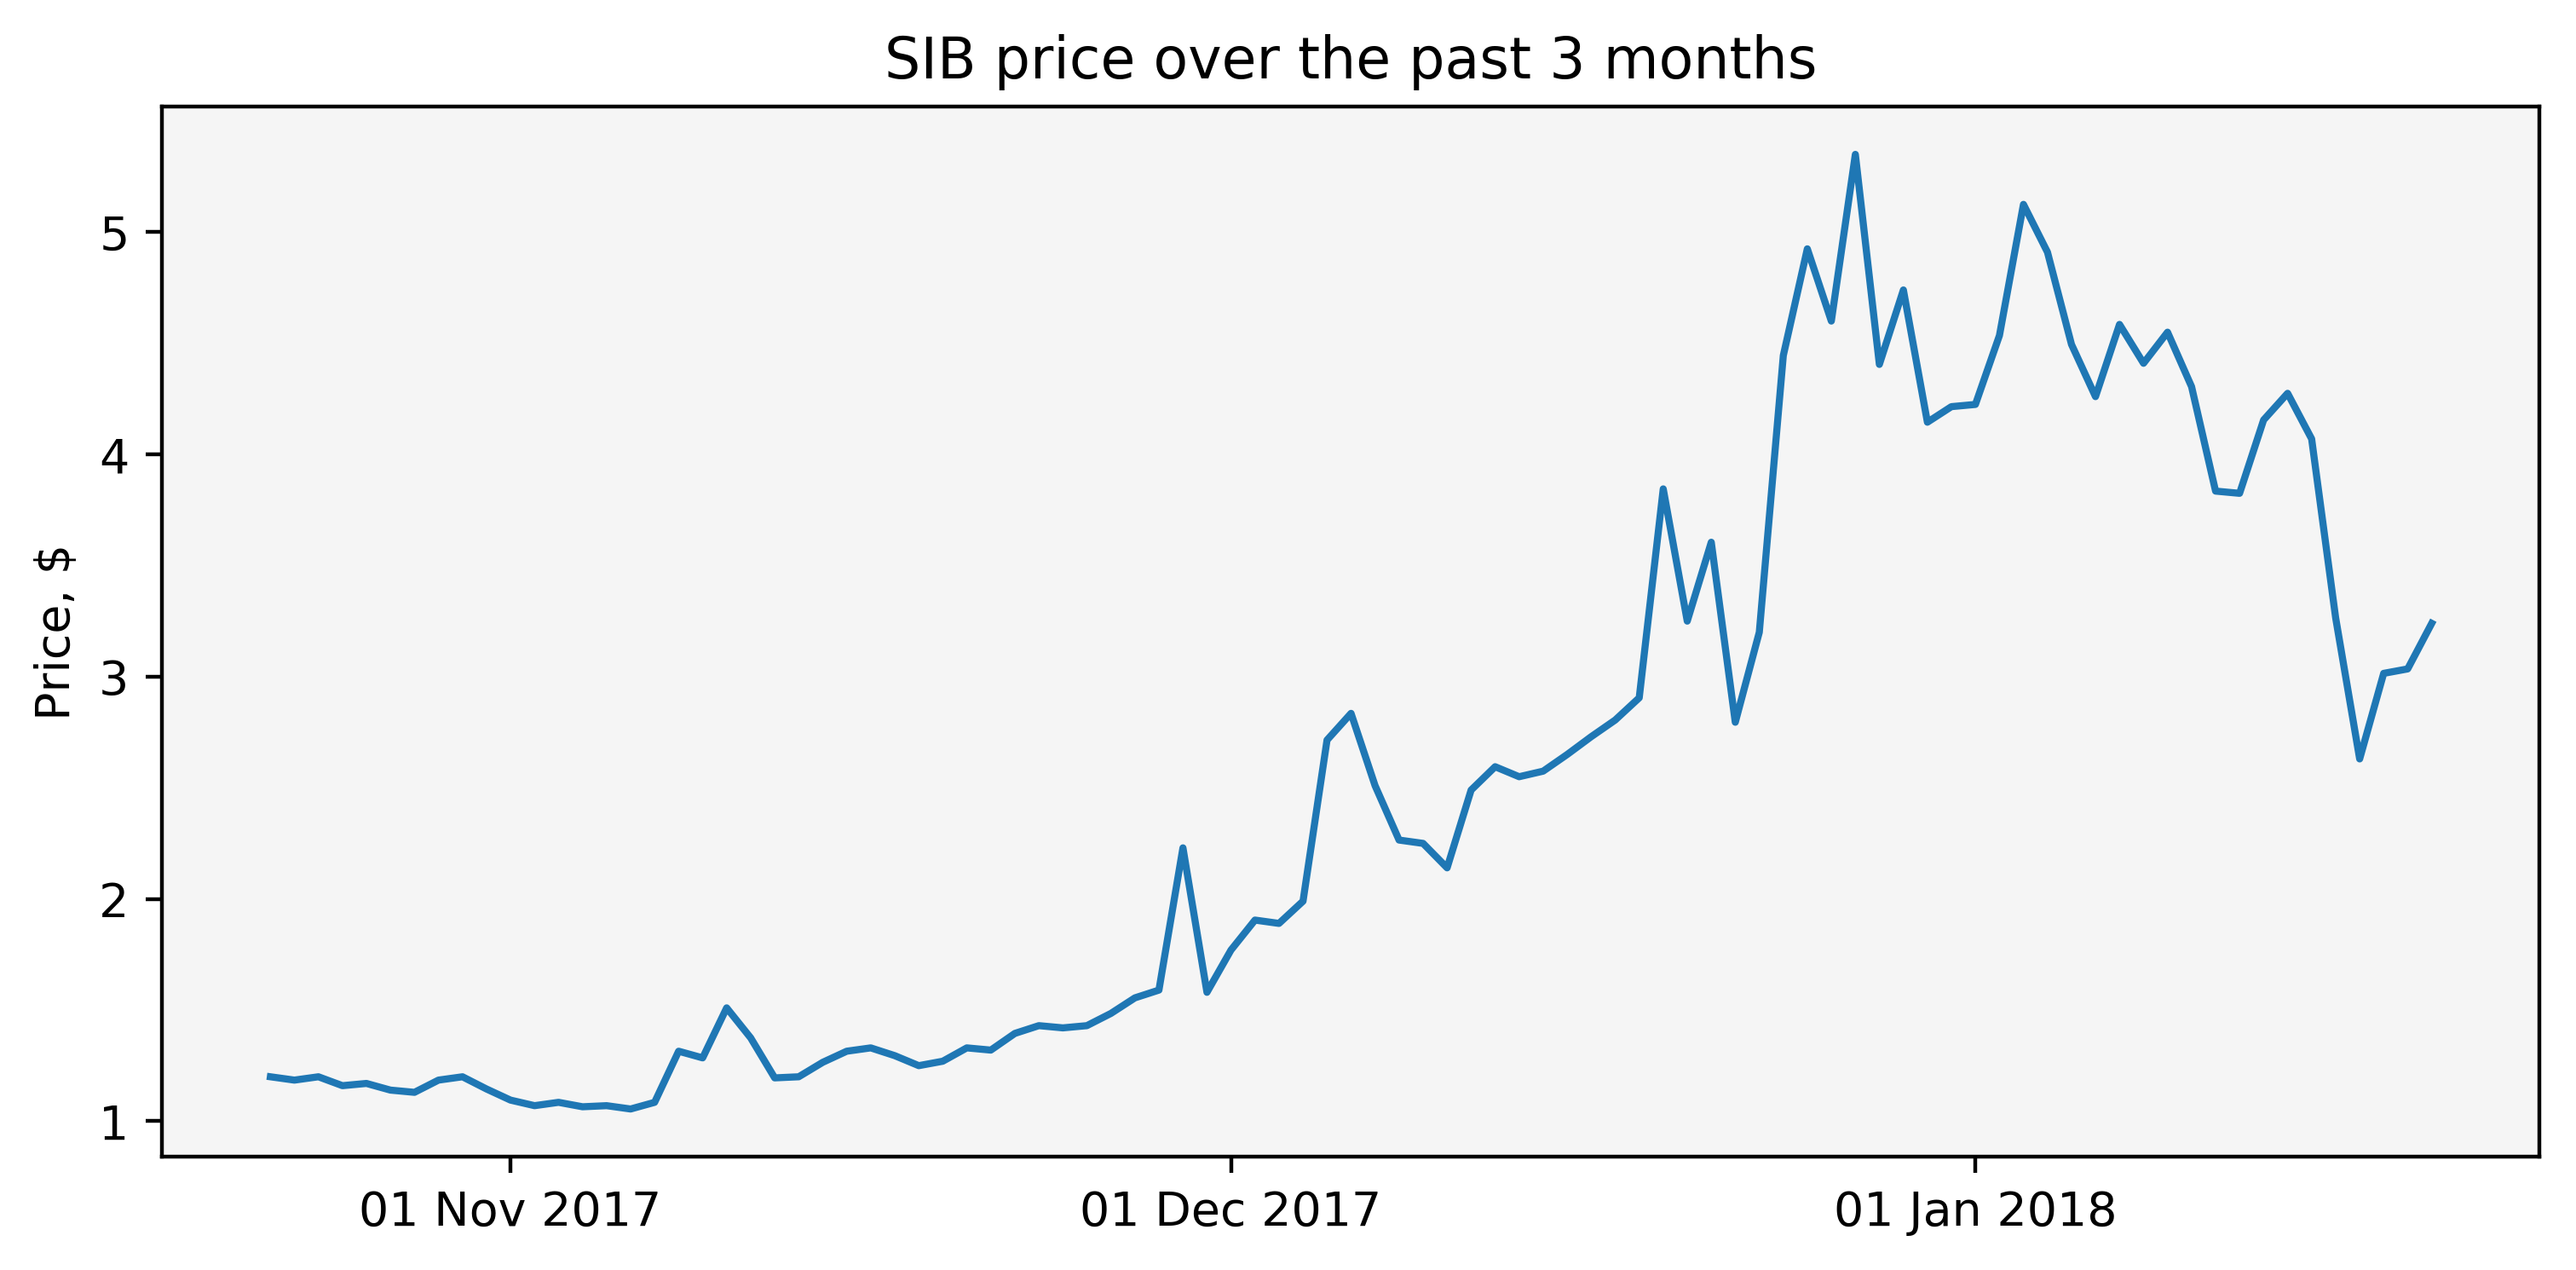 SIB price over the past 3 months
Price, $
5
4
3
2
1
01 Nov 2017
01 Dec 2017
01 Jan 2018